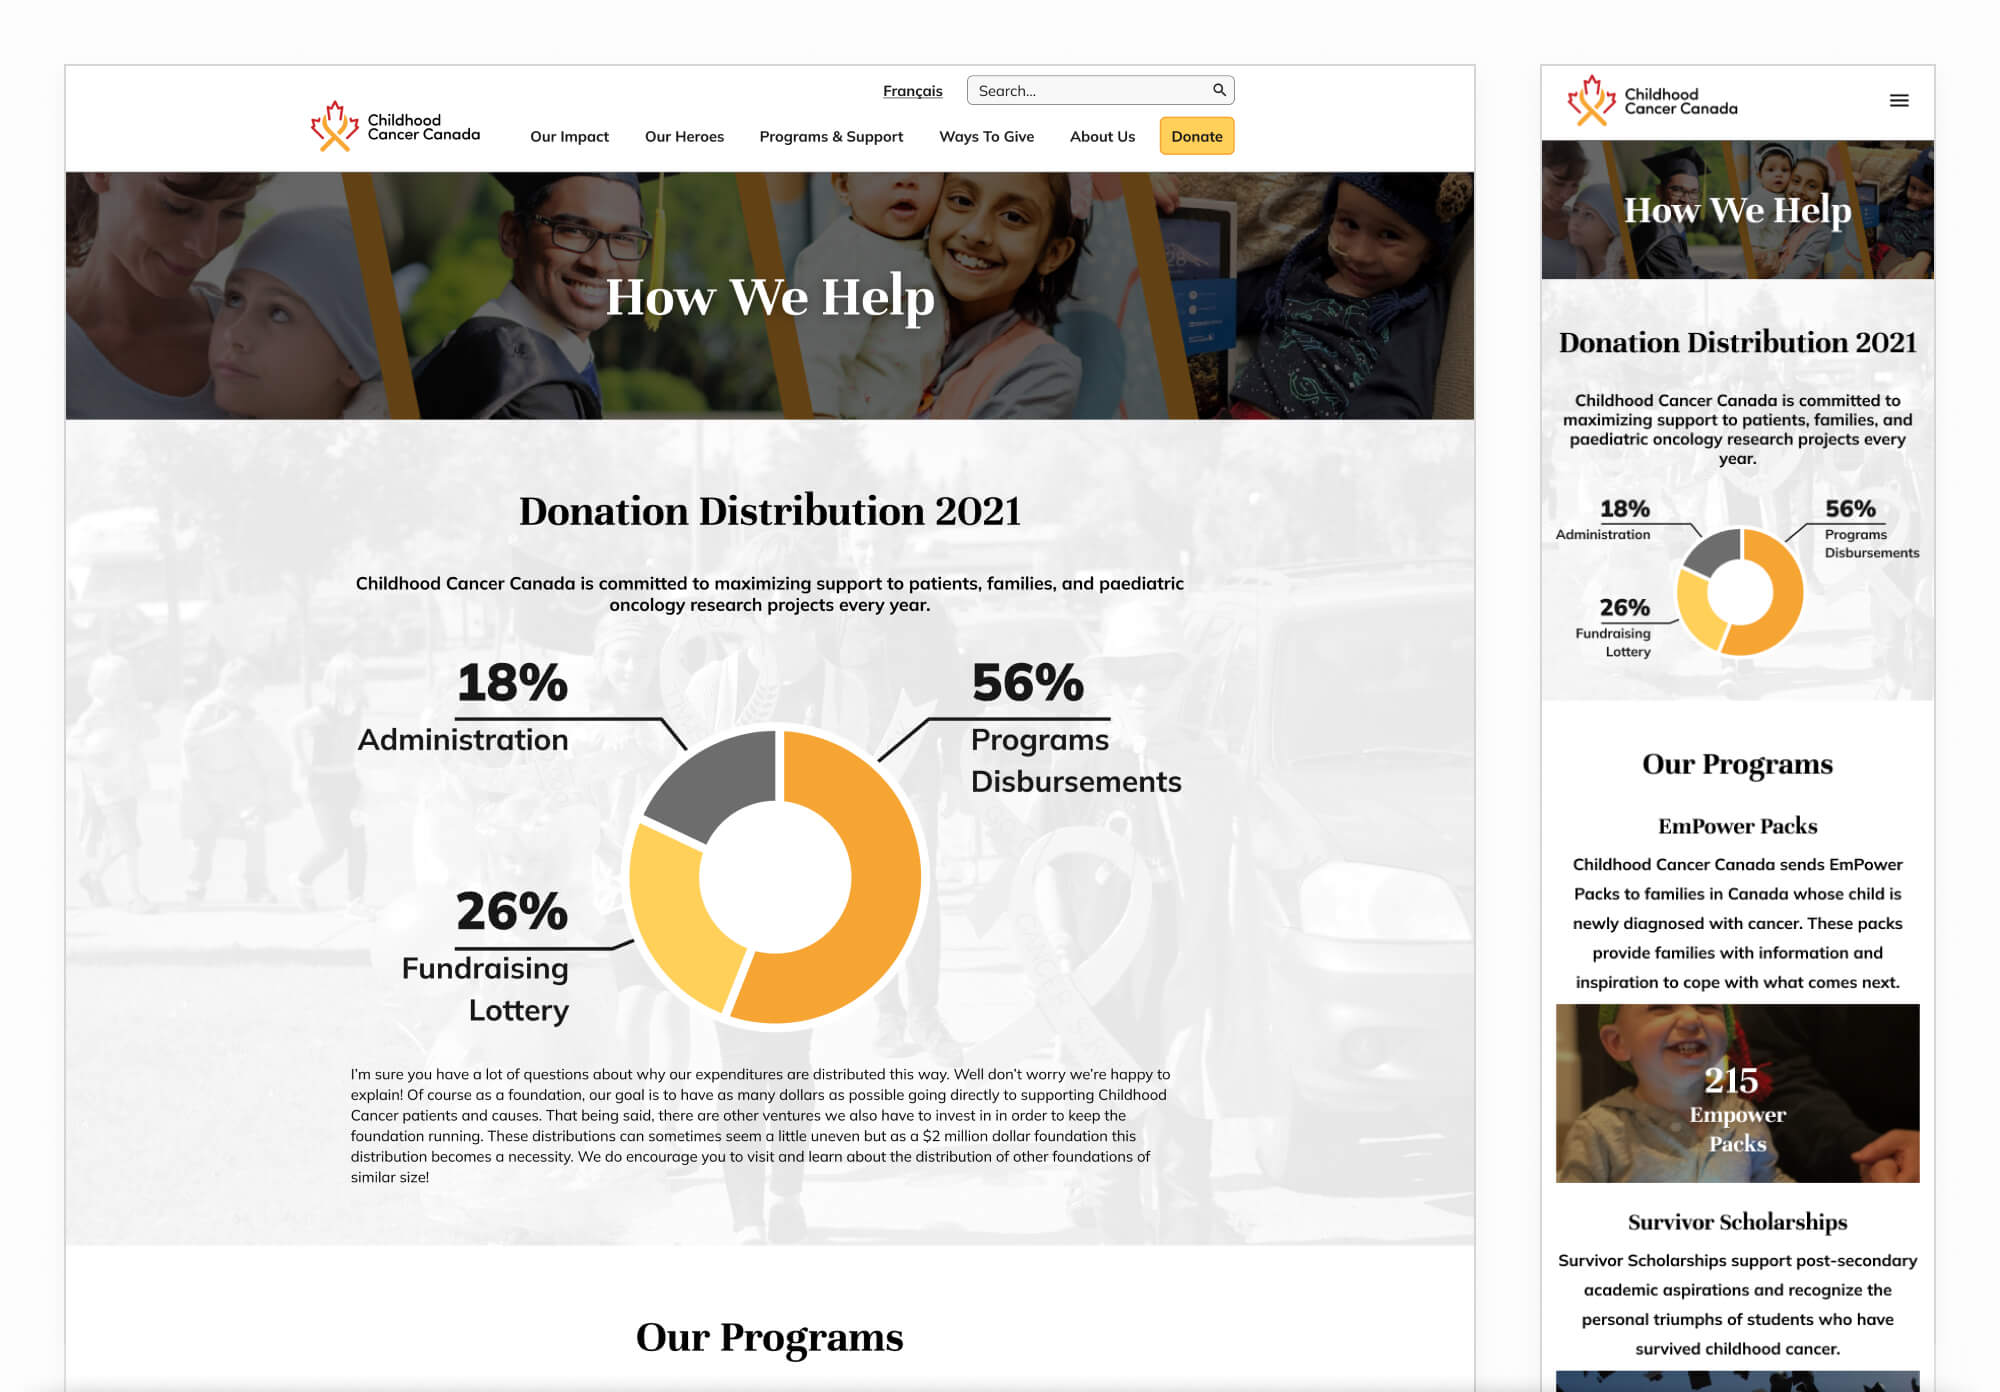 Français
Search...
Childhood
Cancer Canada
Our Impact
Our Heroes
Programs & Support
Ways To Give
About Us
Donate
How We Help
Donation Distribution 2021
Childhood Cancer Canada is committed to maximizing support to patients, families, and paediatric
oncology research projects every year.
18%
Administration
56%
Programs
Disbursements
26%
Fundraising
Lottery
I'm sure you have a lot of questions about why our expenditures are distributed this way. Well don't worry we're happy to
explain! Of course as a foundation, our goal is to have as many dollars as possible going directly to supporting Childhood
Cancer patients and causes. That being said, there are other ventures we also have to invest in in order to keep the
foundation running. These distributions can sometimes seem a little uneven but as a $2 million dollar foundation this
distribution becomes a necessity. We do encourage you to visit and learn about the distribution of other foundations of
similar size!
Our Programs
Childhood
Cancer Canada
How We Help
Donation Distribution 2021
Childhood Cancer Canada is committed to
maximizing support to patients, families, and
paediatric oncology research projects every
year.
18%
Administration
56%
Programs
Disbursements
26%
Fundraising
Lottery
Our Programs
EmPower Packs
Childhood Cancer Canada sends EmPower
Packs to families in Canada whose child is
newly diagnosed with cancer. These packs
provide families with information and
inspiration to cope with what comes next.
215
Empower
Packs
Survivor Scholarships
Survivor Scholarships support post-secondary
academic aspirations and recognize the
personal triumphs of students who have
survived childhood cancer.